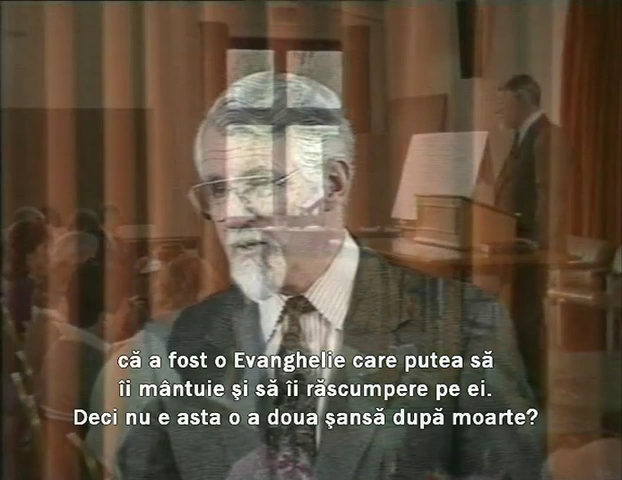 că a fost o Evanghelie care putea să
îi mântuie şi să îi răscumpere pe ei.
Deci nu e asta o a doua şansă după moarte?